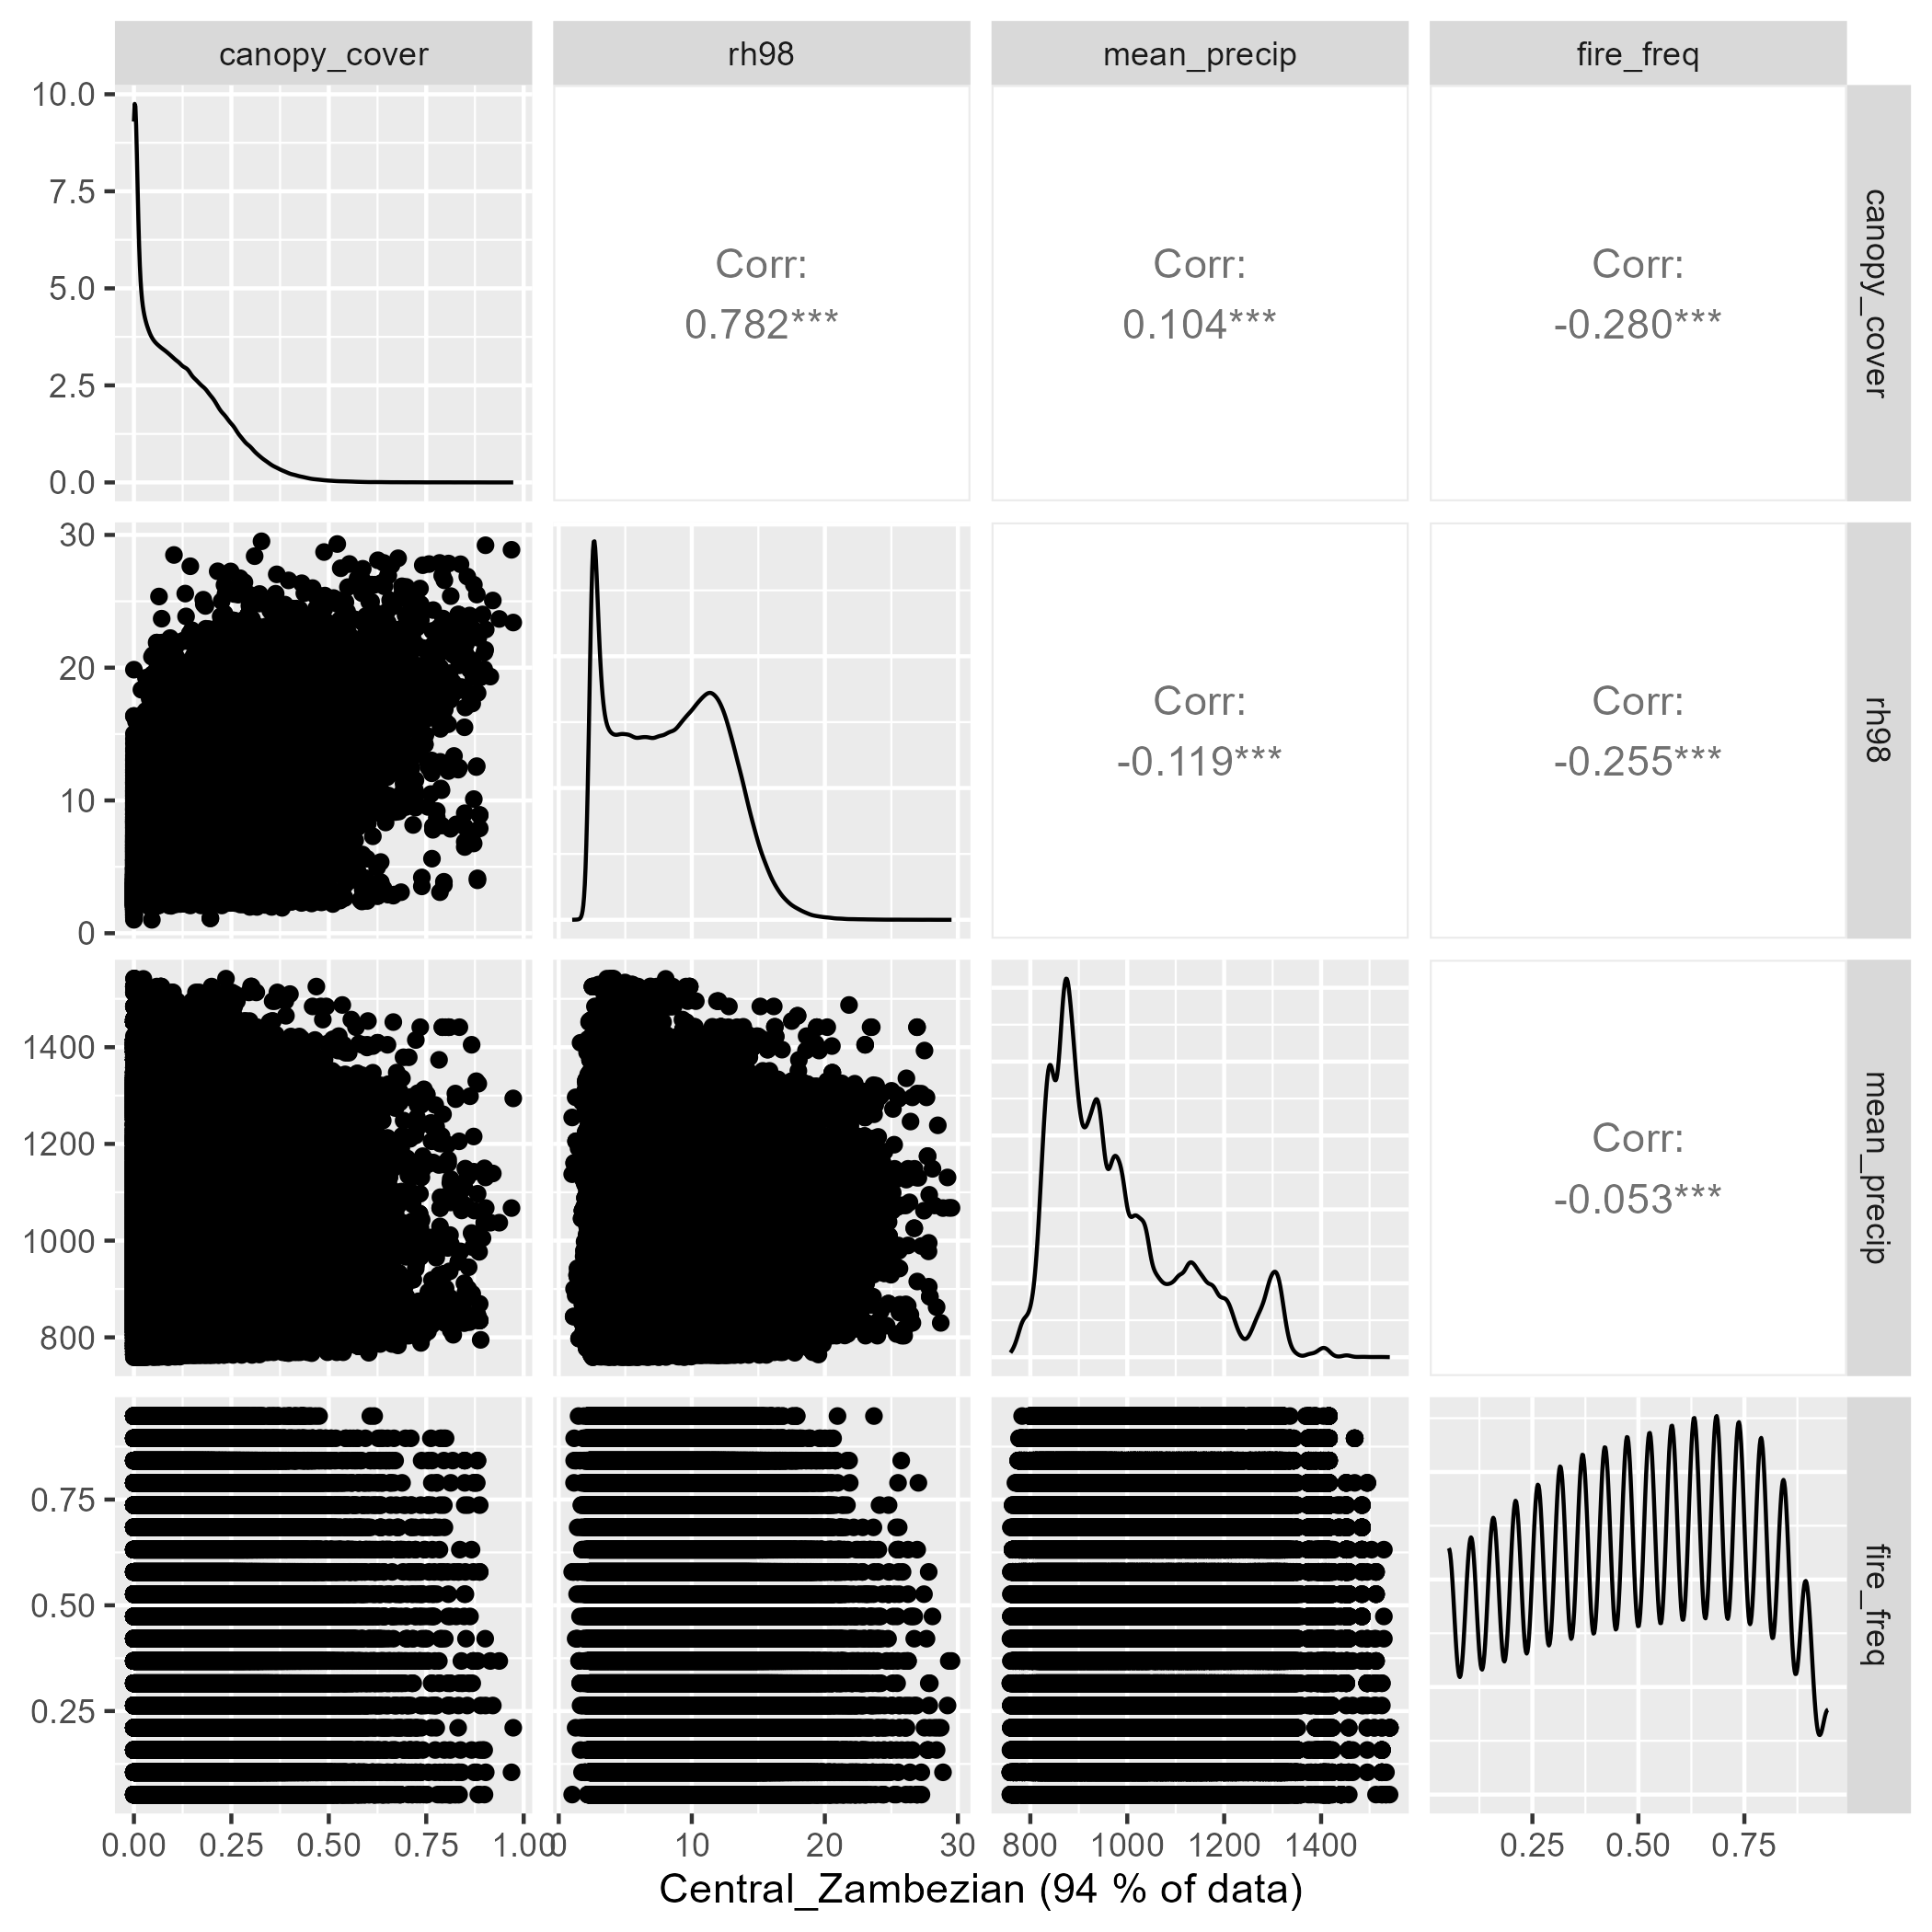 canopy_cover rh98 mean_precip fire_freq
10.0
7.5
5.0
2.5
0.0
Corr:
0.782***
Corr:
0.104***
Corr:
-0.280***
canopy_cover
30
20
10
0
Corr:
-0.119***
Corr:
-0.255***
rh98
1400
1200
1000
800
Corr:
-0.053***
mean_precip
0.75
0.50
0.25
fire_freq
0.00 0.25 0.50 0.75 1.00 0 10 20 30 800 1000 1200 1400 0.25 0.50 0.75
Central_Zambezian (94 % of data)